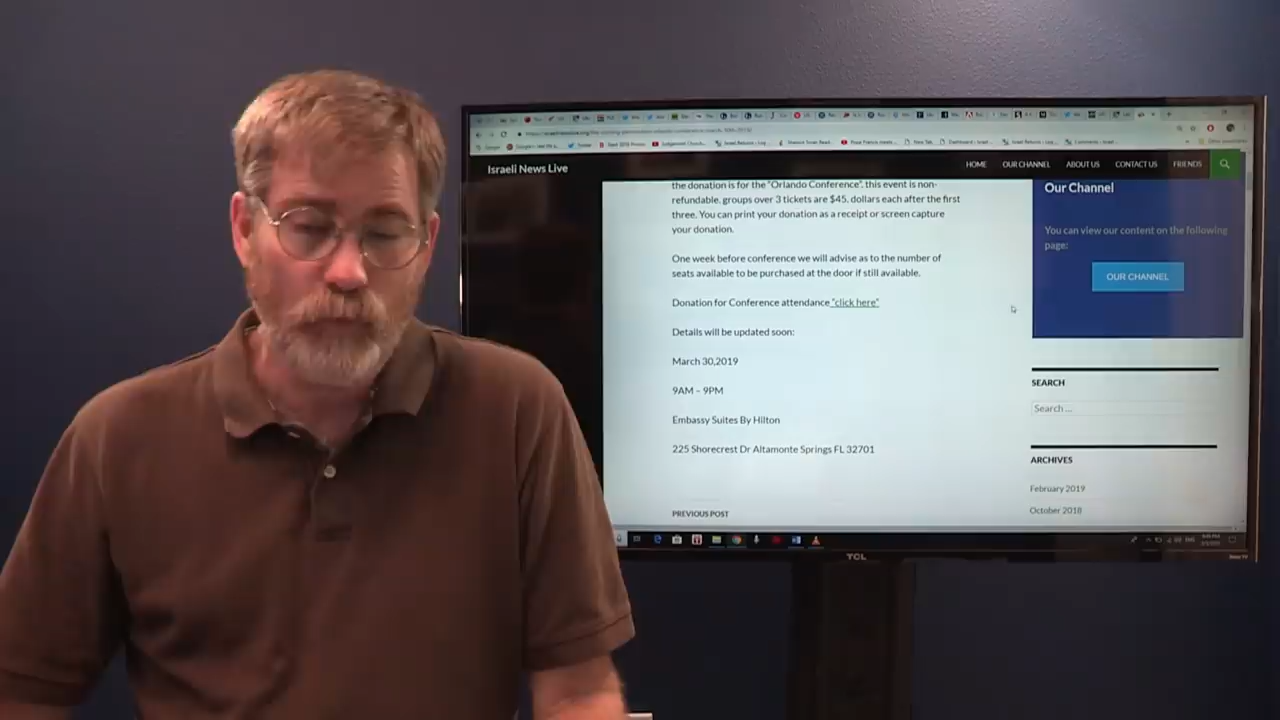 Israeli News Live
HOME
OUR CHANNEL
ABOUT US
CONTACT US
FRIENDS
the donation is for the "Orlando Conference". this event is non-
refundable, groups over 3 tickets are $45. dollars each after the first
three. You can print your donation as a receipt or screen capture
your donation.
One week before conference we will advise as to the number of
seats available to be purchased at the door if still available.
Donation for Conference attendance "click here"
Details will be updated soon:
March 30,2019
9AM – 9PM
Embassy Suites By Hilton
225 Shorecrest Dr Altamonte Springs FL 32701
PREVIOUS POST
Our Channel
You can view our content on the following
page:
OUR CHANNEL
SEARCH
Search ...
ARCHIVES
February 2019
October 2018
TCL